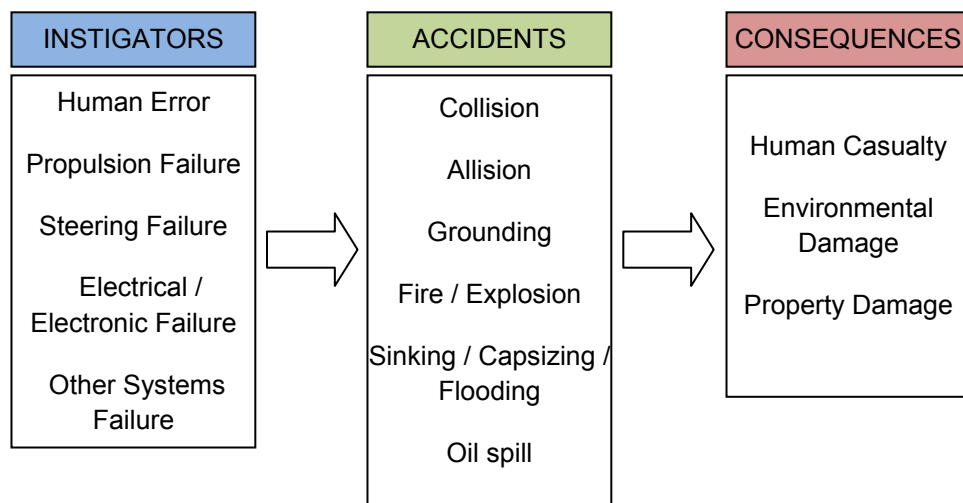 INSTIGATORS
Human Error
Propulsion Failure
Steering Failure
Electrical /
Electronic Failure
Other Systems
Failure
ACCIDENTS
Collision
Allision
Grounding
Fire / Explosion
Sinking / Capsizing /
Flooding
Oil spill
CONSEQUENCES
Human Casualty
Environmental
Damage
Property Damage